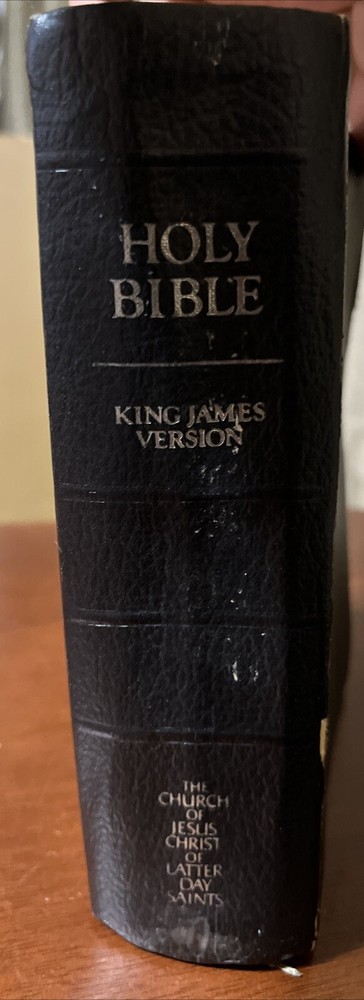 HOLY
BIBLE
KING JAMES
VERSION
THE
CHURCH
OF
JESUS
CHRIST
OF
LATTER
DAY
SAINTS